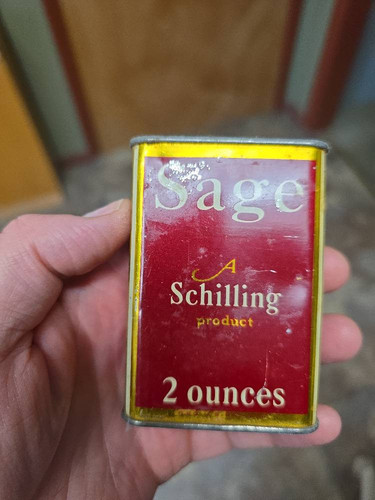 Sage
A
Schilling
product
2 ounces